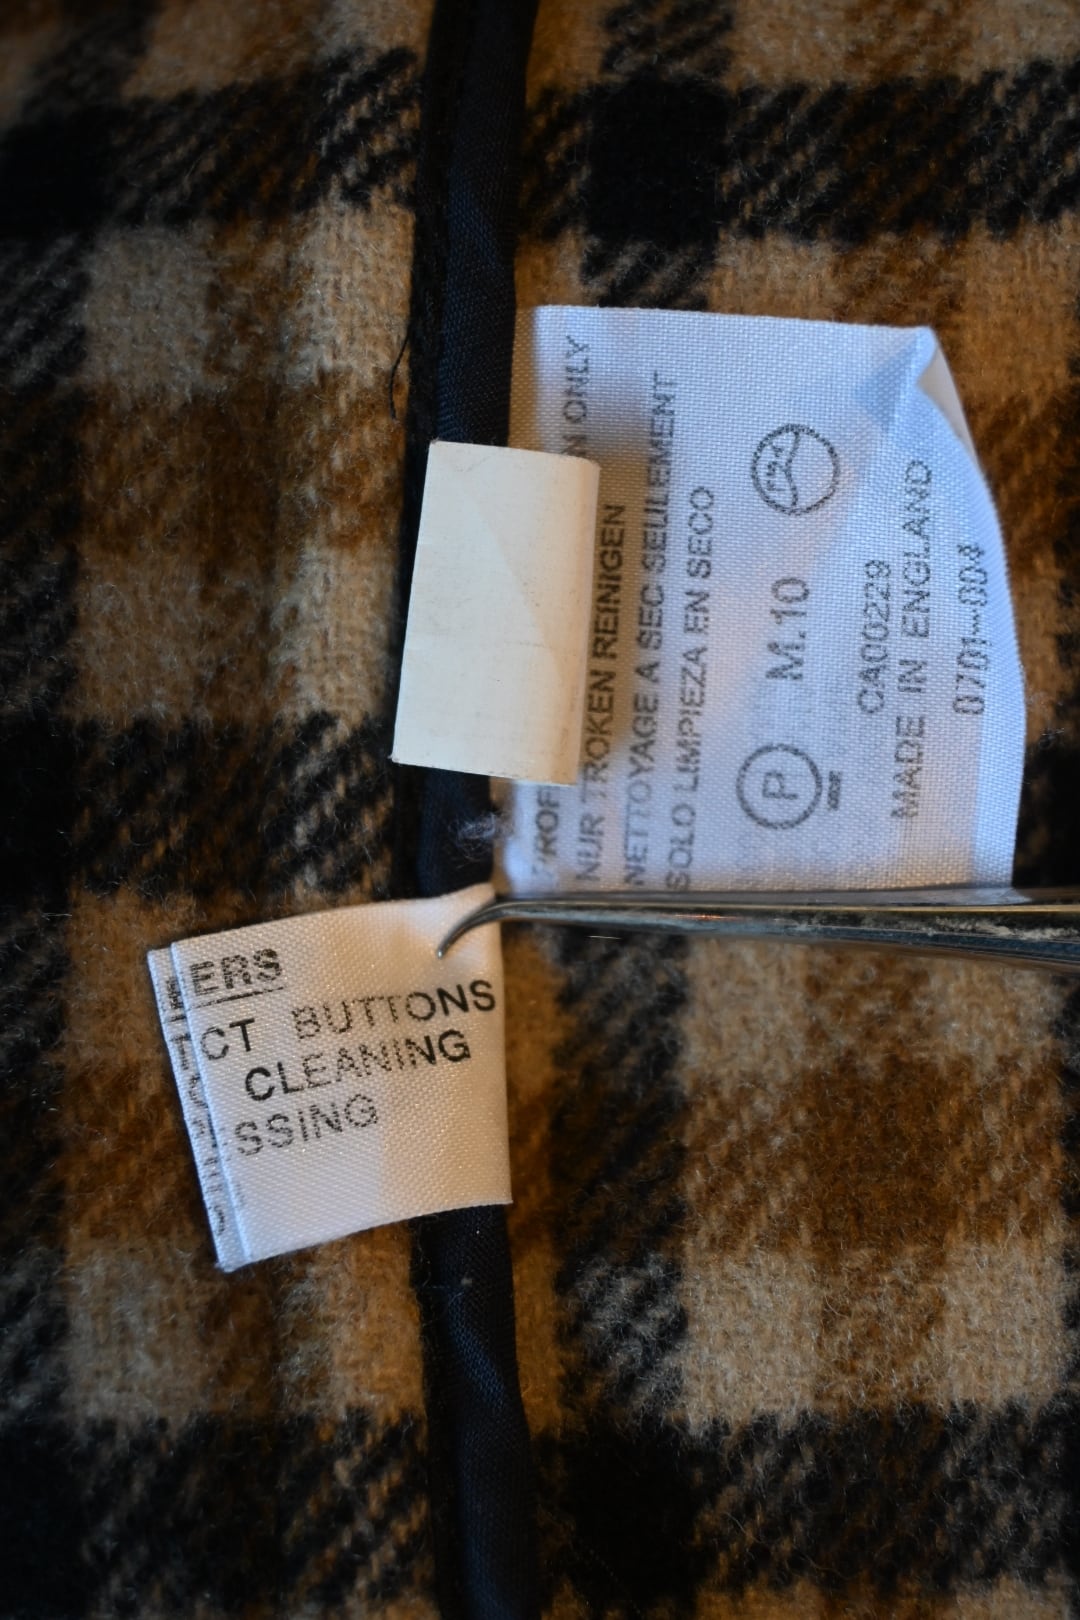 ONLY
NUR TROKEN REINIGEN
NETTOYAGE A SEC SEULEMENT
SOLO LIMPIEZA EN SECO
P M.10
CA00229
MADE IN ENGLAND
0701-004
ERS
CT BUTTONS
CLEANING
SSING